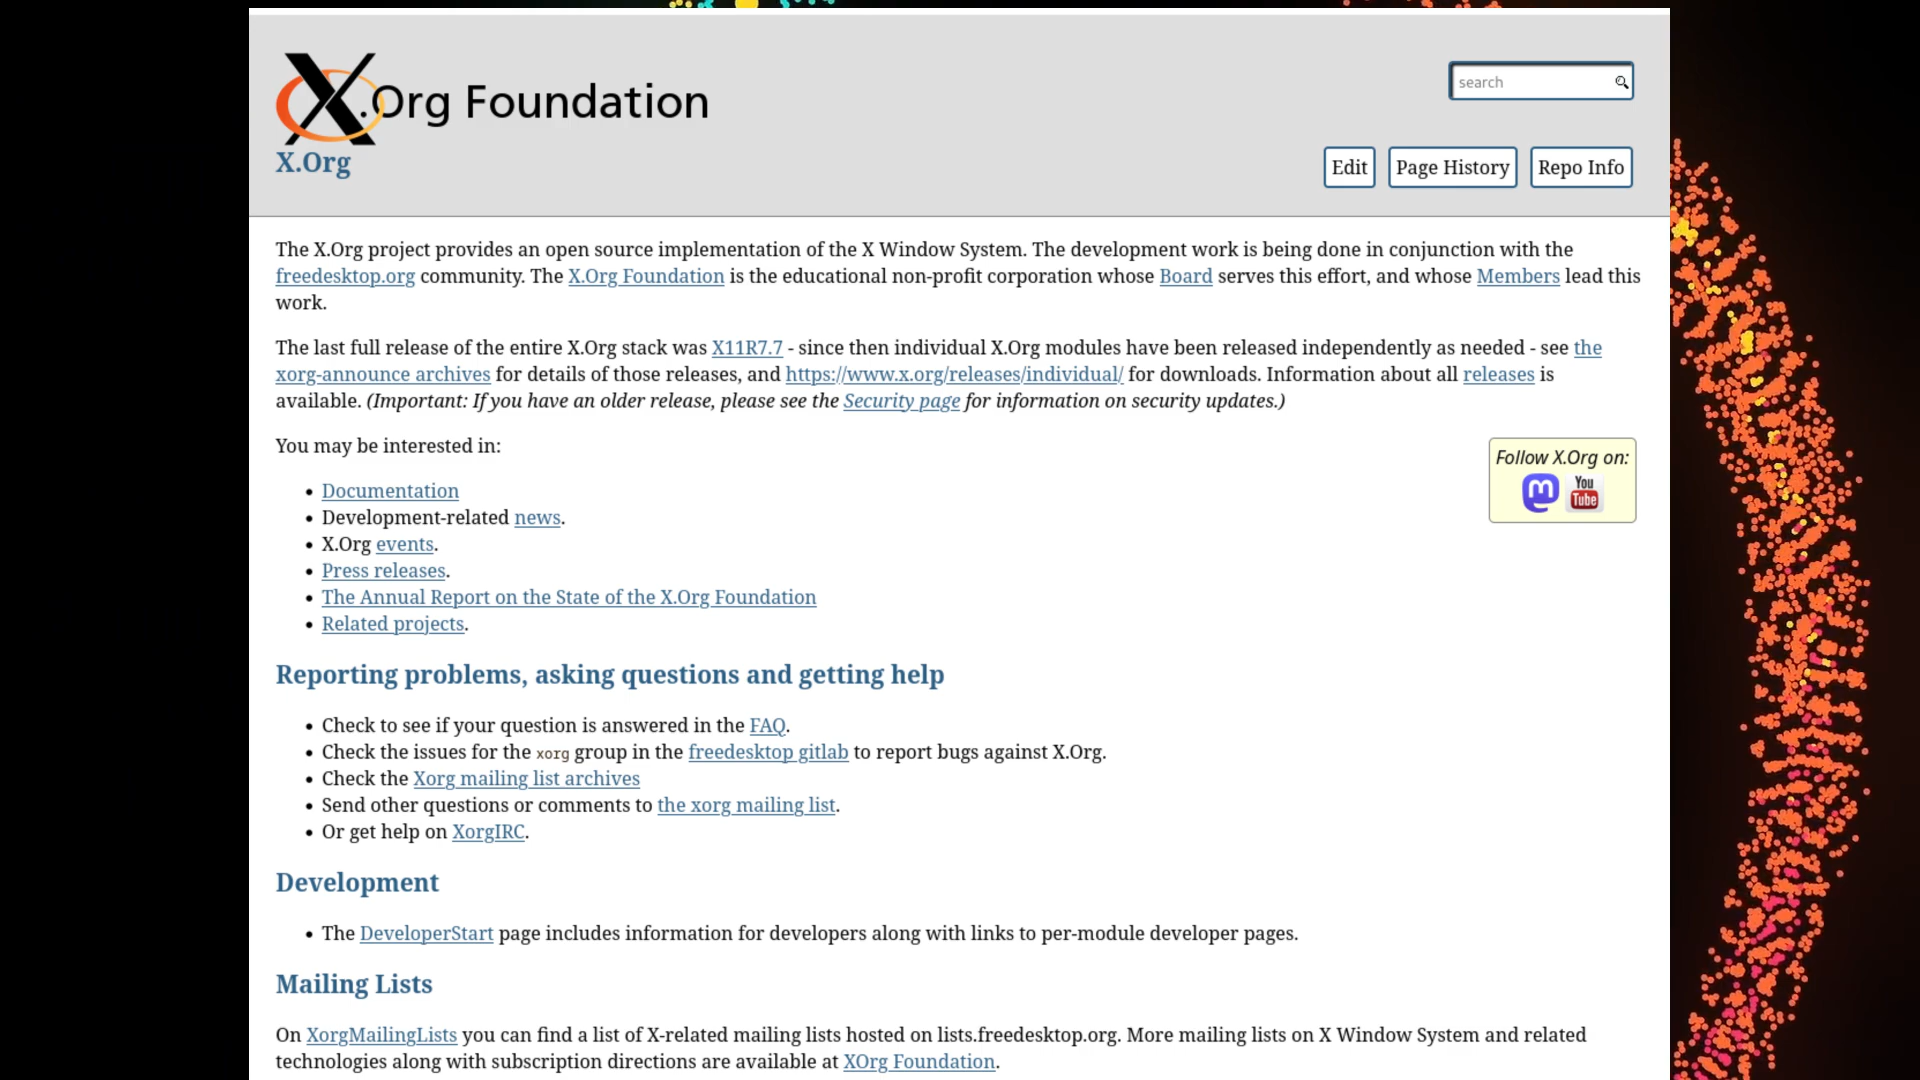 X.Org Foundation
search
X.Org
Edit Page History Repo Info
The X.Org project provides an open source implementation of the X Window System. The development work is being done in conjunction with the
freedesktop.org community. The X.Org Foundation is the educational non-profit corporation whose Board serves this effort, and whose Members lead this
work.
The last full release of the entire X.Org stack was X11R7.7 - since then individual X.Org modules have been released independently as needed - see the
xorg-announce archives for details of those releases, and https://www.x.org/releases/individual/ for downloads. Information about all releases is
available. (Important: If you have an older release, please see the Security page for information on security updates.)
You may be interested in:
Follow X.Org on:
You
Tube
• Documentation
• Development-related news.
• X.Org events.
• Press releases.
• The Annual Report on the State of the X.Org Foundation
• Related projects.
Reporting problems, asking questions and getting help
• Check to see if your question is answered in the FAQ.
• Check the issues for the xorg group in the freedesktop gitlab to report bugs against X.Org.
• Check the Xorg mailing list archives
• Send other questions or comments to the xorg mailing list.
• Or get help on XorgIRC.
Development
• The DeveloperStart page includes information for developers along with links to per-module developer pages.
Mailing Lists
On XorgMailingLists you can find a list of X-related mailing lists hosted on lists.freedesktop.org. More mailing lists on X Window System and related
technologies along with subscription directions are available at XOrg Foundation.